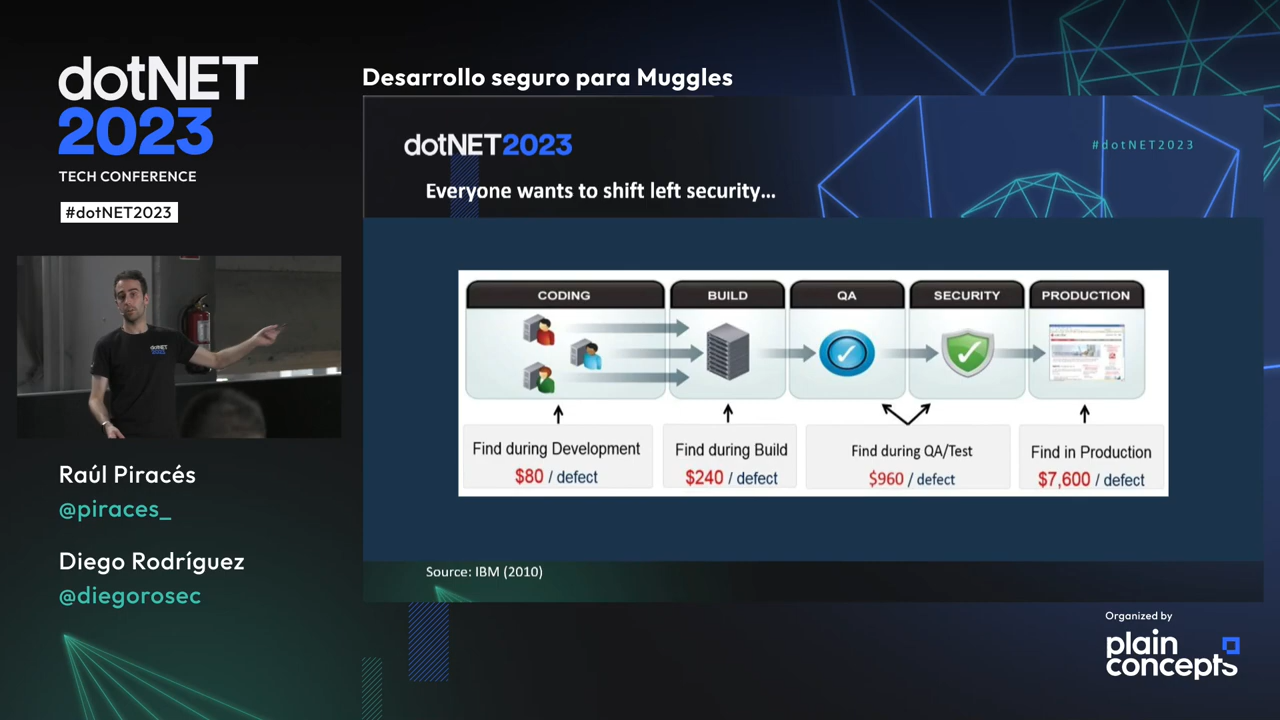 dotNET
2023
TECH CONFERENCE
#dotNET2023
Desarrollo seguro para Muggles
dotNET2023
#dotNET2023
Everyone wants to shift left security...
CODING
BUILD
QA
SECURITY
PRODUCTION
Find during Development
$80 / defect
Find during Build
$240 / defect
Find during QA/Test
$960 / defect
Find in Production
$7,600 / defect
Source: IBM (2010)
dotNET
2023
Raúl Piracés
@piraces_
Diego Rodríguez
@diegorosec
Organized by
plain
concepts